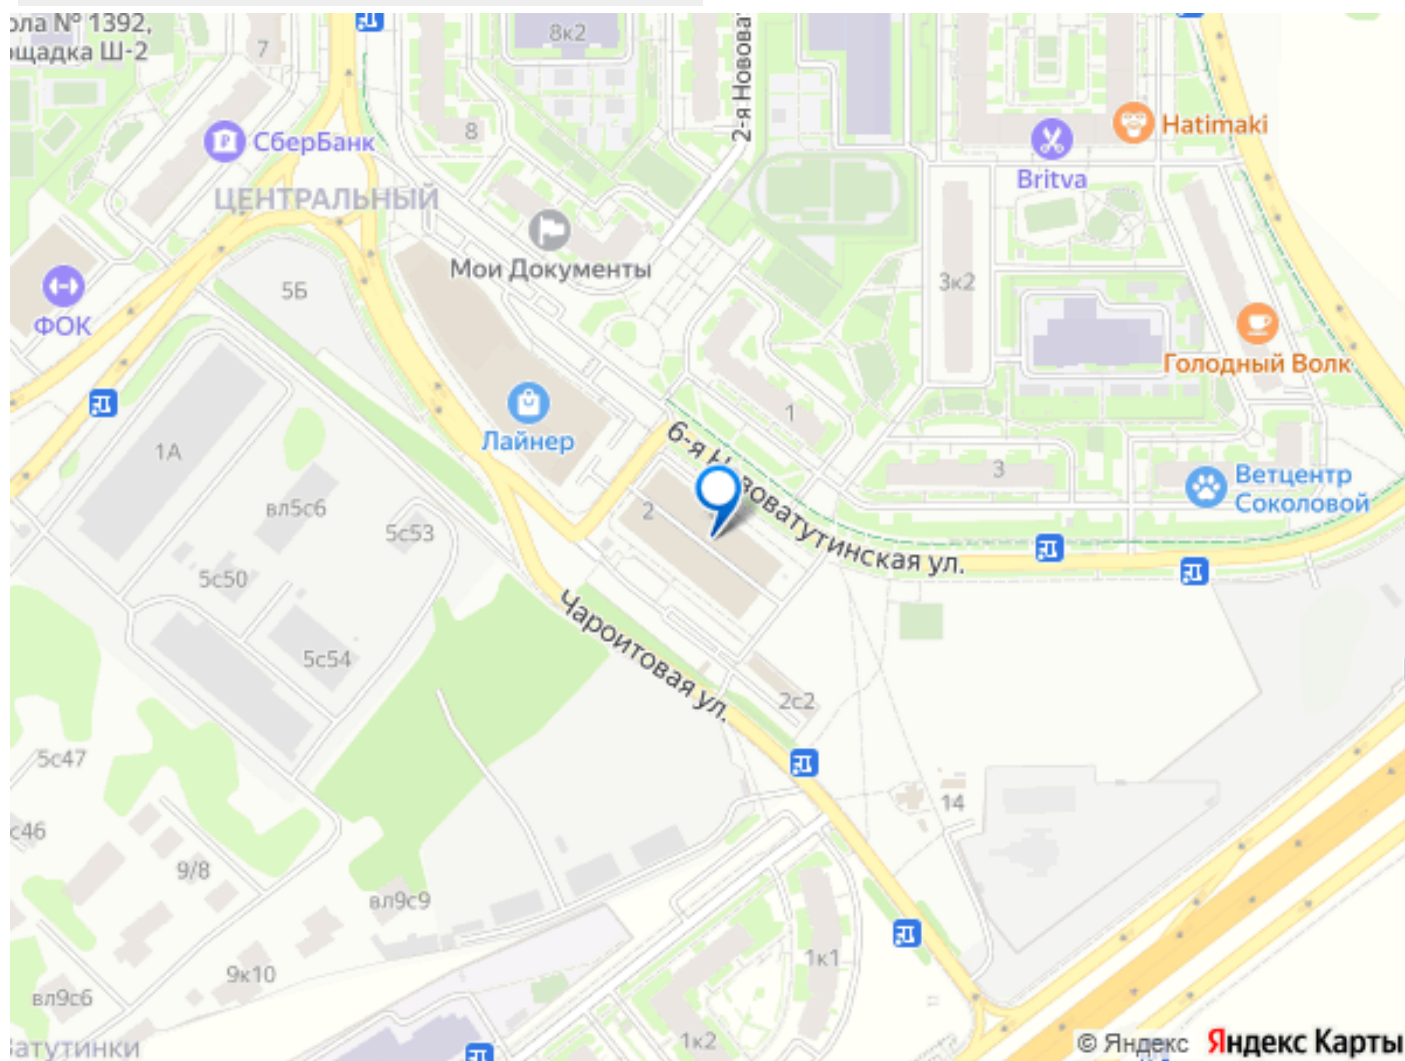 ола № 1392,
ощадка Ш-2
7
8к2
2-я Новова
8
СберБанк
ЦЕНТРАЛЬНЫЙ
Hatimaki
Britva
Мои Документы
ФОК
5Б
3к2
Голодный Волк
Лайнер
1
6-я Нововатутинская ул.
3
Ветцентр
Соколовой
1А
вл5с6
5с53
2
5с50
5с54
Чароитовая ул.
2с2
5с47
14
с46
9/8
вл9с9
9к10
1к1
вл9с6
1к2
атутинки
© Яндекс Яндекс Карты